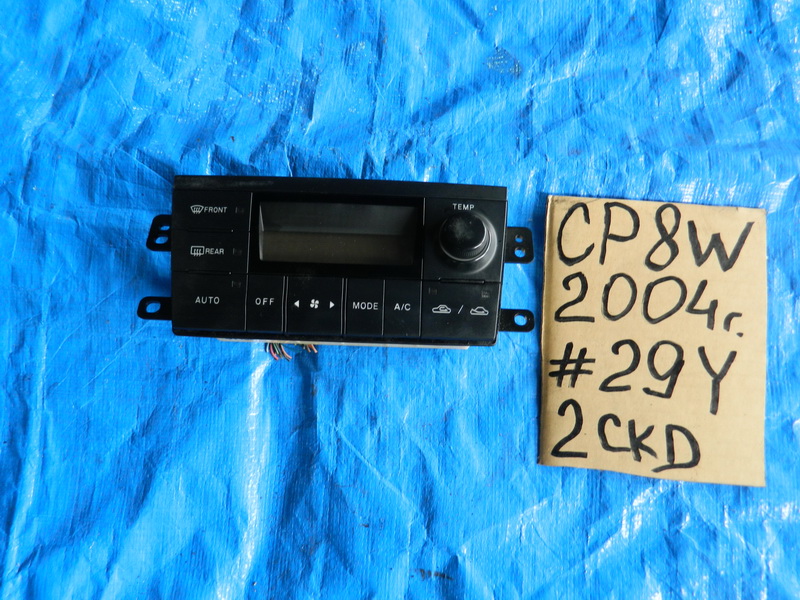 FRONT
TEMP
REAR
AUTO
OFF
MODE
A/C
/
CP8W
2004г.
#29Y
2CKD